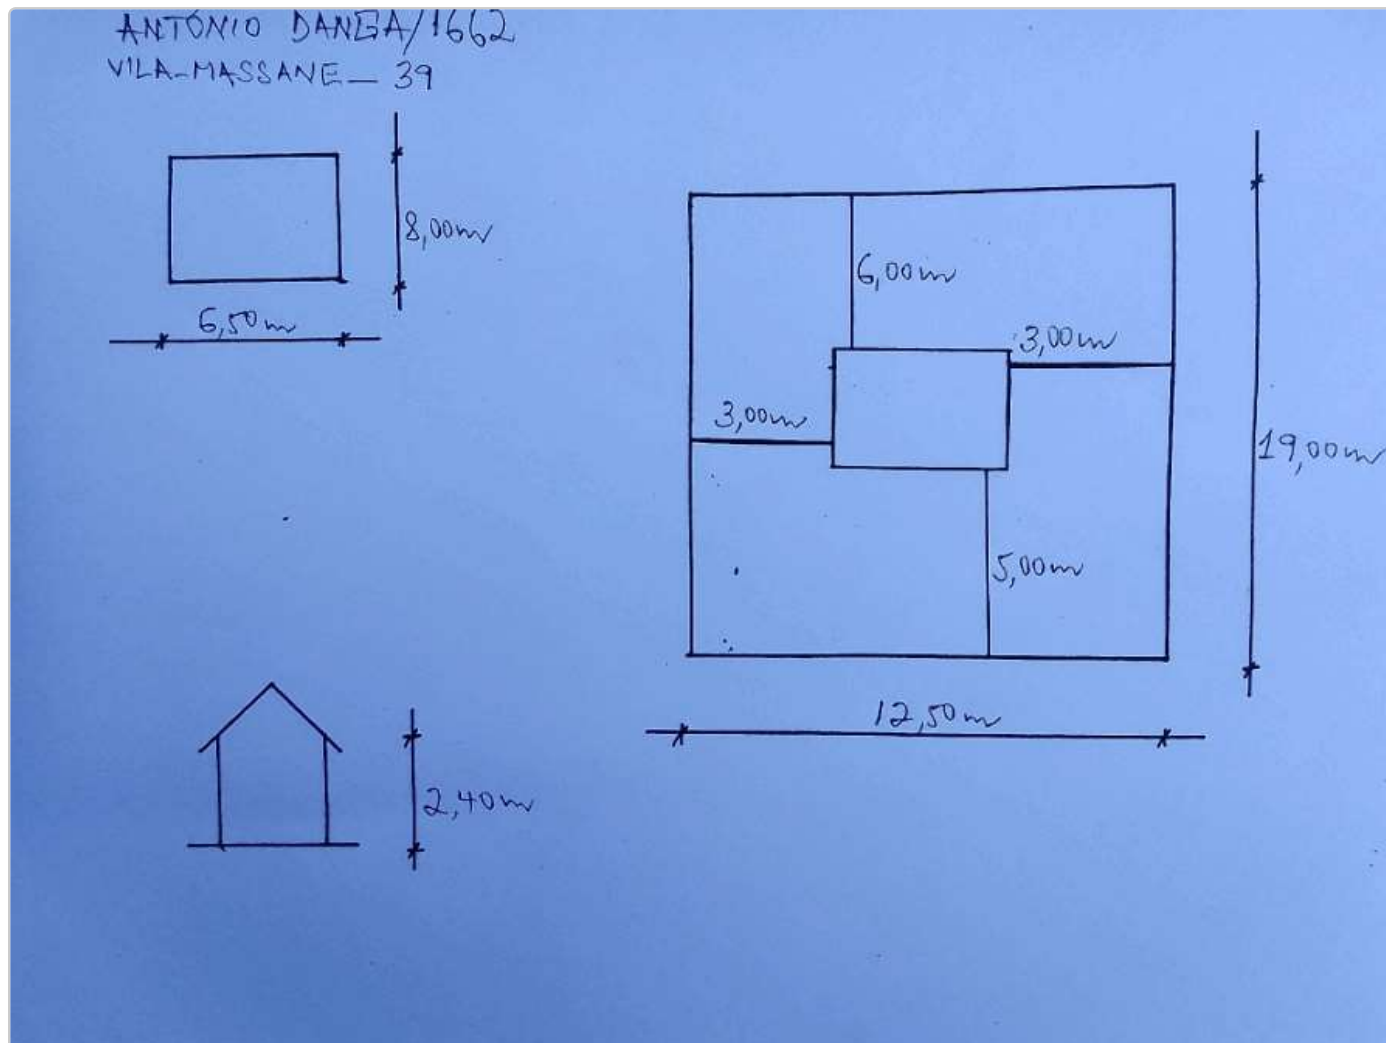 ANTÓNIO DANGA/1662
VILA-MASSANE- 39
8,00m
6,50m
6,00m
3,00m
3,00m
19,00m
5,00m
12,50m
2,40m